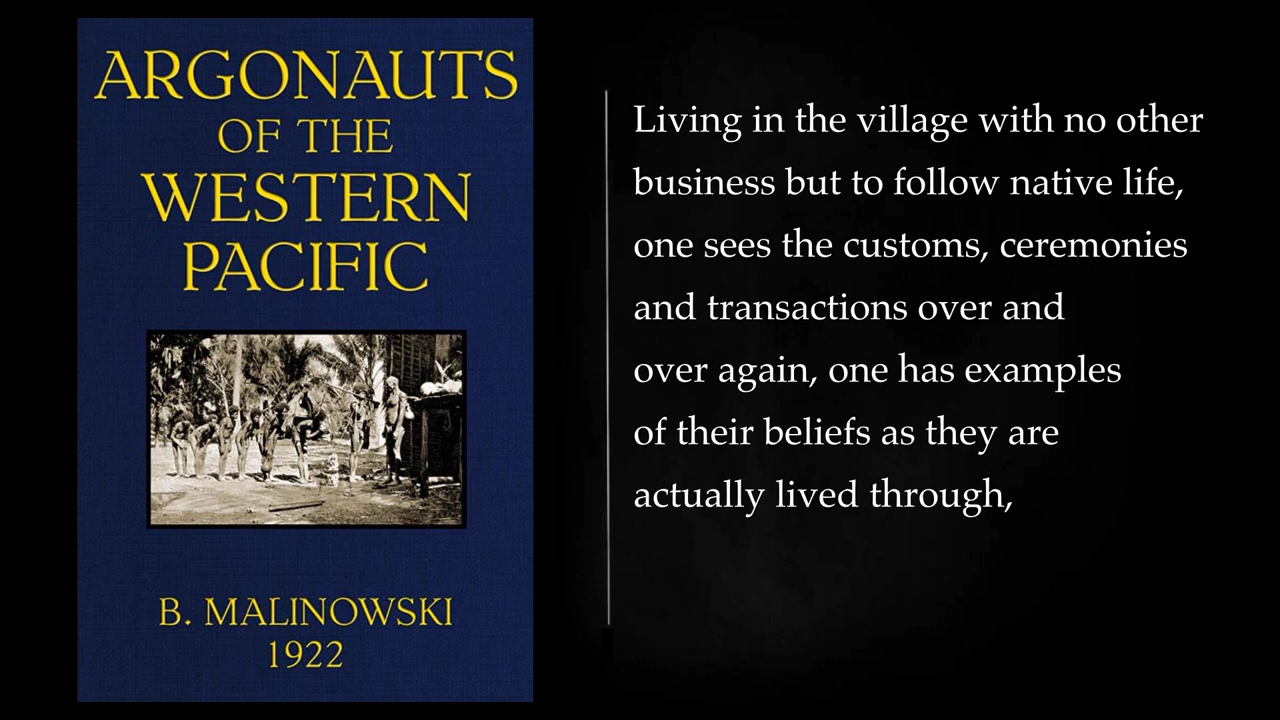 ARGONAUTS
OF THE
WESTERN
PACIFIC
B. MALINOWSKI
1922
Living in the village with no other
business but to follow native life,
one sees the customs, ceremonies
and transactions over and
over again, one has examples
of their beliefs as they are
actually lived through,